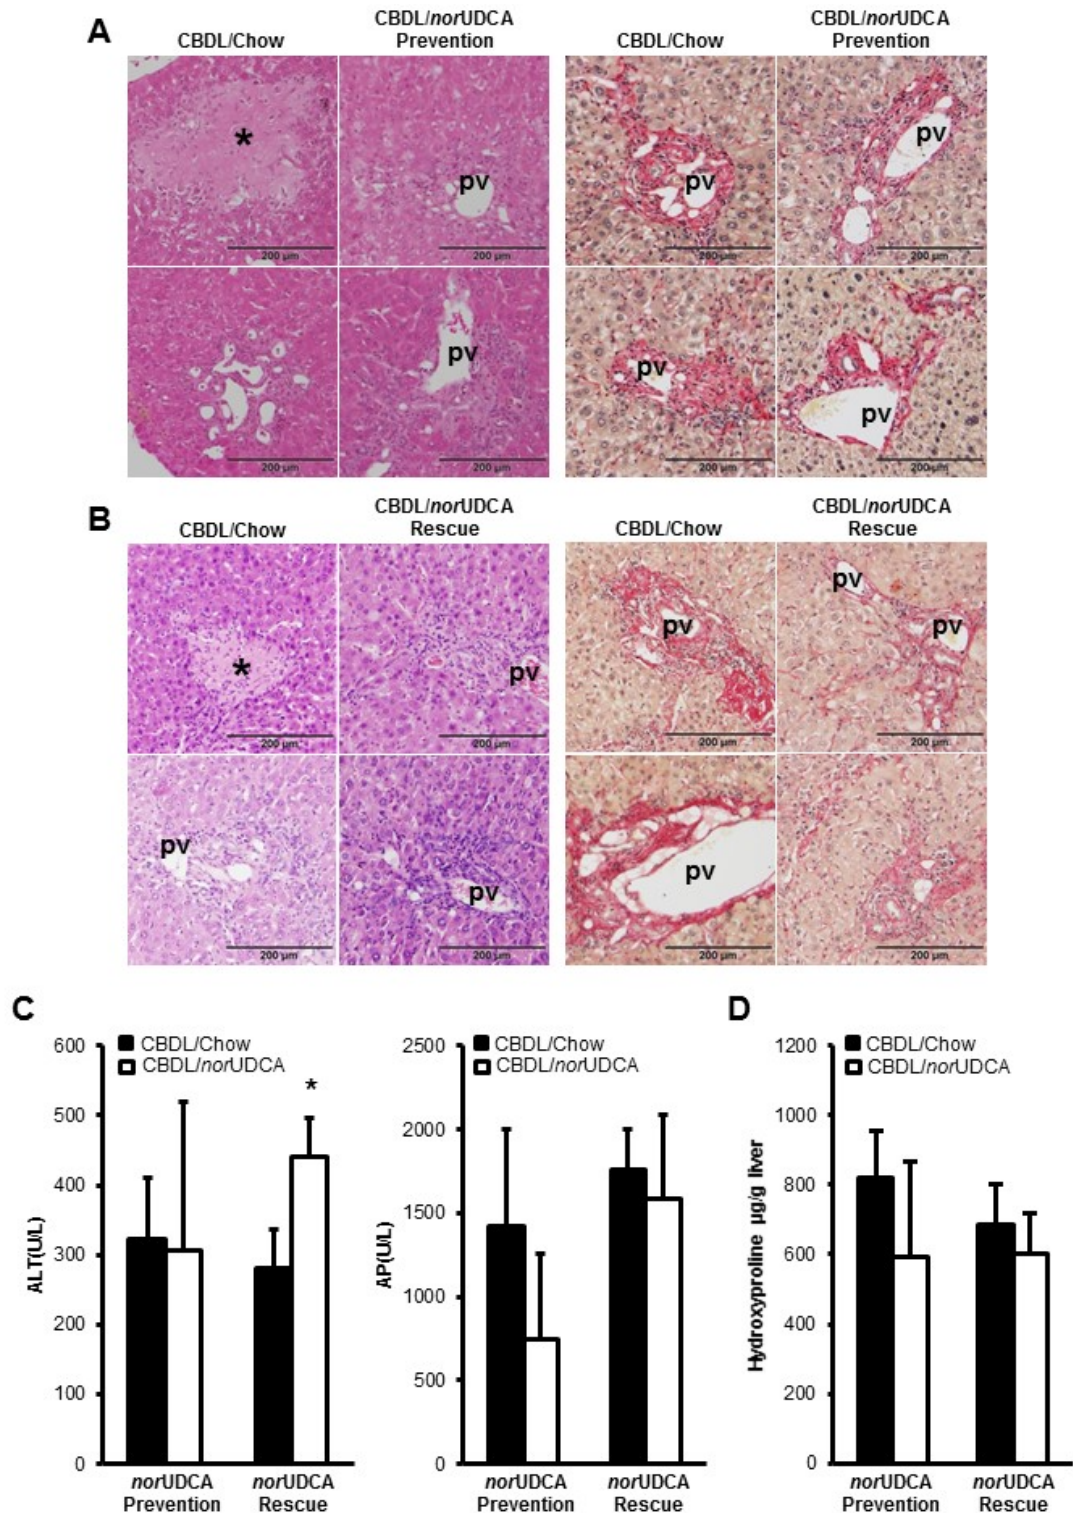 A
CBDL/Chow
CBDL/norUDCA
Prevention
CBDL/Chow
CBDL/norUDCA
Prevention
*
pv
pv
pv
200 µm
200 µm
200 µm
200 µm
pv
pv
pv
200 µm
200 µm
200 µm
200 µm
B
CBDL/Chow
CBDL/norUDCA
Rescue
CBDL/Chow
CBDL/norUDCA
Rescue
*
pv
pv
pv
pv
200 µm
200 µm
200 µm
200 µm
pv
pv
pv
200 µm
200 µm
200 µm
200 µm
C
CBDL/Chow
CBDL/norUDCA
*
ALT(U/L)
600
500
400
300
200
100
0
norUDCA
Prevention
norUDCA
Rescue
CBDL/Chow
CBDL/norUDCA
AP(U/L)
2500
2000
1500
1000
500
0
norUDCA
Prevention
norUDCA
Rescue
D
CBDL/Chow
CBDL/norUDCA
Hydroxyproline µg/g liver
1200
1000
800
600
400
200
0
norUDCA
Prevention
norUDCA
Rescue